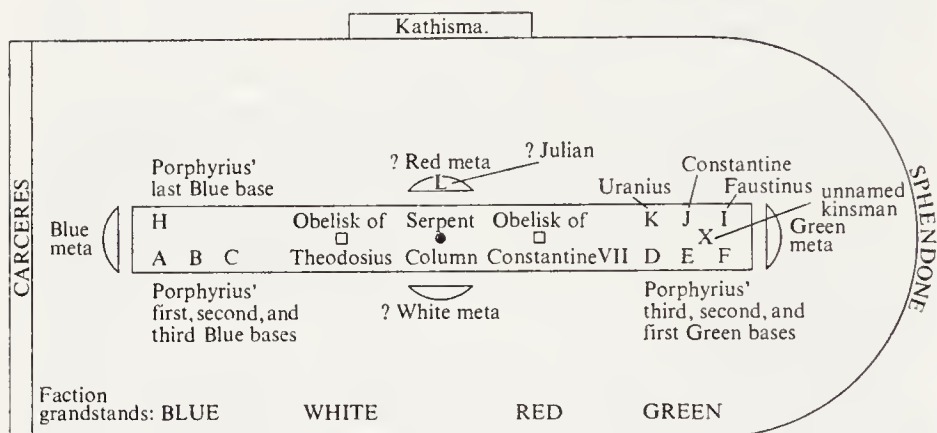 Kathisma.
CARCERES
SPHENDONE
Porphyrius'
last Blue base
? Red meta
? Julian
L
Constantine
Uranius
Faustinus
unnamed
kinsman
Blue
meta
H
Obelisk of
Serpent
Obelisk of
K J I
X
Green
meta
A B C
Theodosius
Column
Constantine VII
D E F
Porphyrius'
first, second, and
third Blue bases
? White meta
Porphyrius'
third, second, and
first Green bases
Faction
grandstands: BLUE WHITE RED GREEN